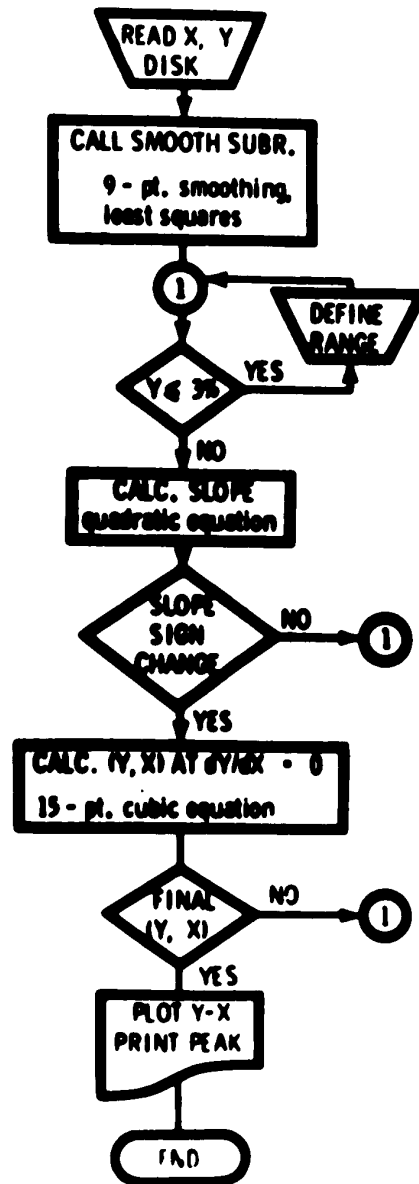 READ X, Y
DISK
CALL SMOOTH SUBR.
9 - pt. smoothing,
least squares
1
DEFINE
RANGE
Y ≤ 3%
YES
NO
CALC. SLOPE
quadratic equation
SLOPE
SIGN
CHANGE
NO
1
YES
CALC. (Y, X) AT dY/dX = 0
15 - pt. cubic equation
FINAL
(Y, X)
NO
1
YES
PLOT Y-X
PRINT PEAK
END